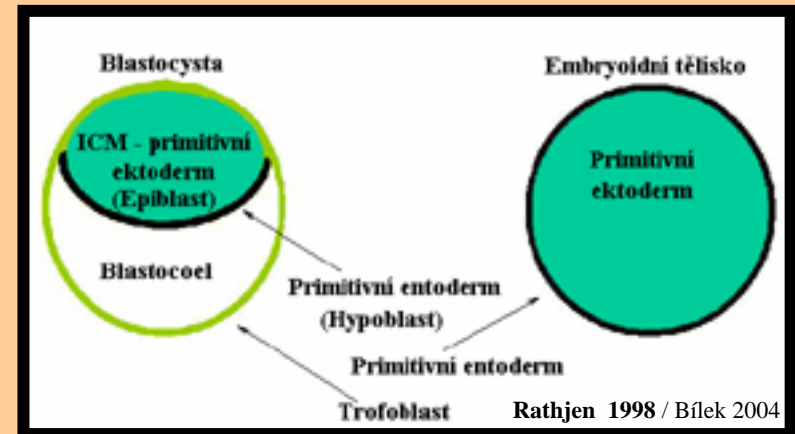 Blastocysta
ICM - primitivní
ektoderm
(Epiblast)
Blastocoel
Embryoidní tělísko
Primitivní
ektoderm
Primitivní entoderm
(Hypoblast)
Primitivní entoderm
Trofoblast
Rathjen 1998 / Bílek 2004